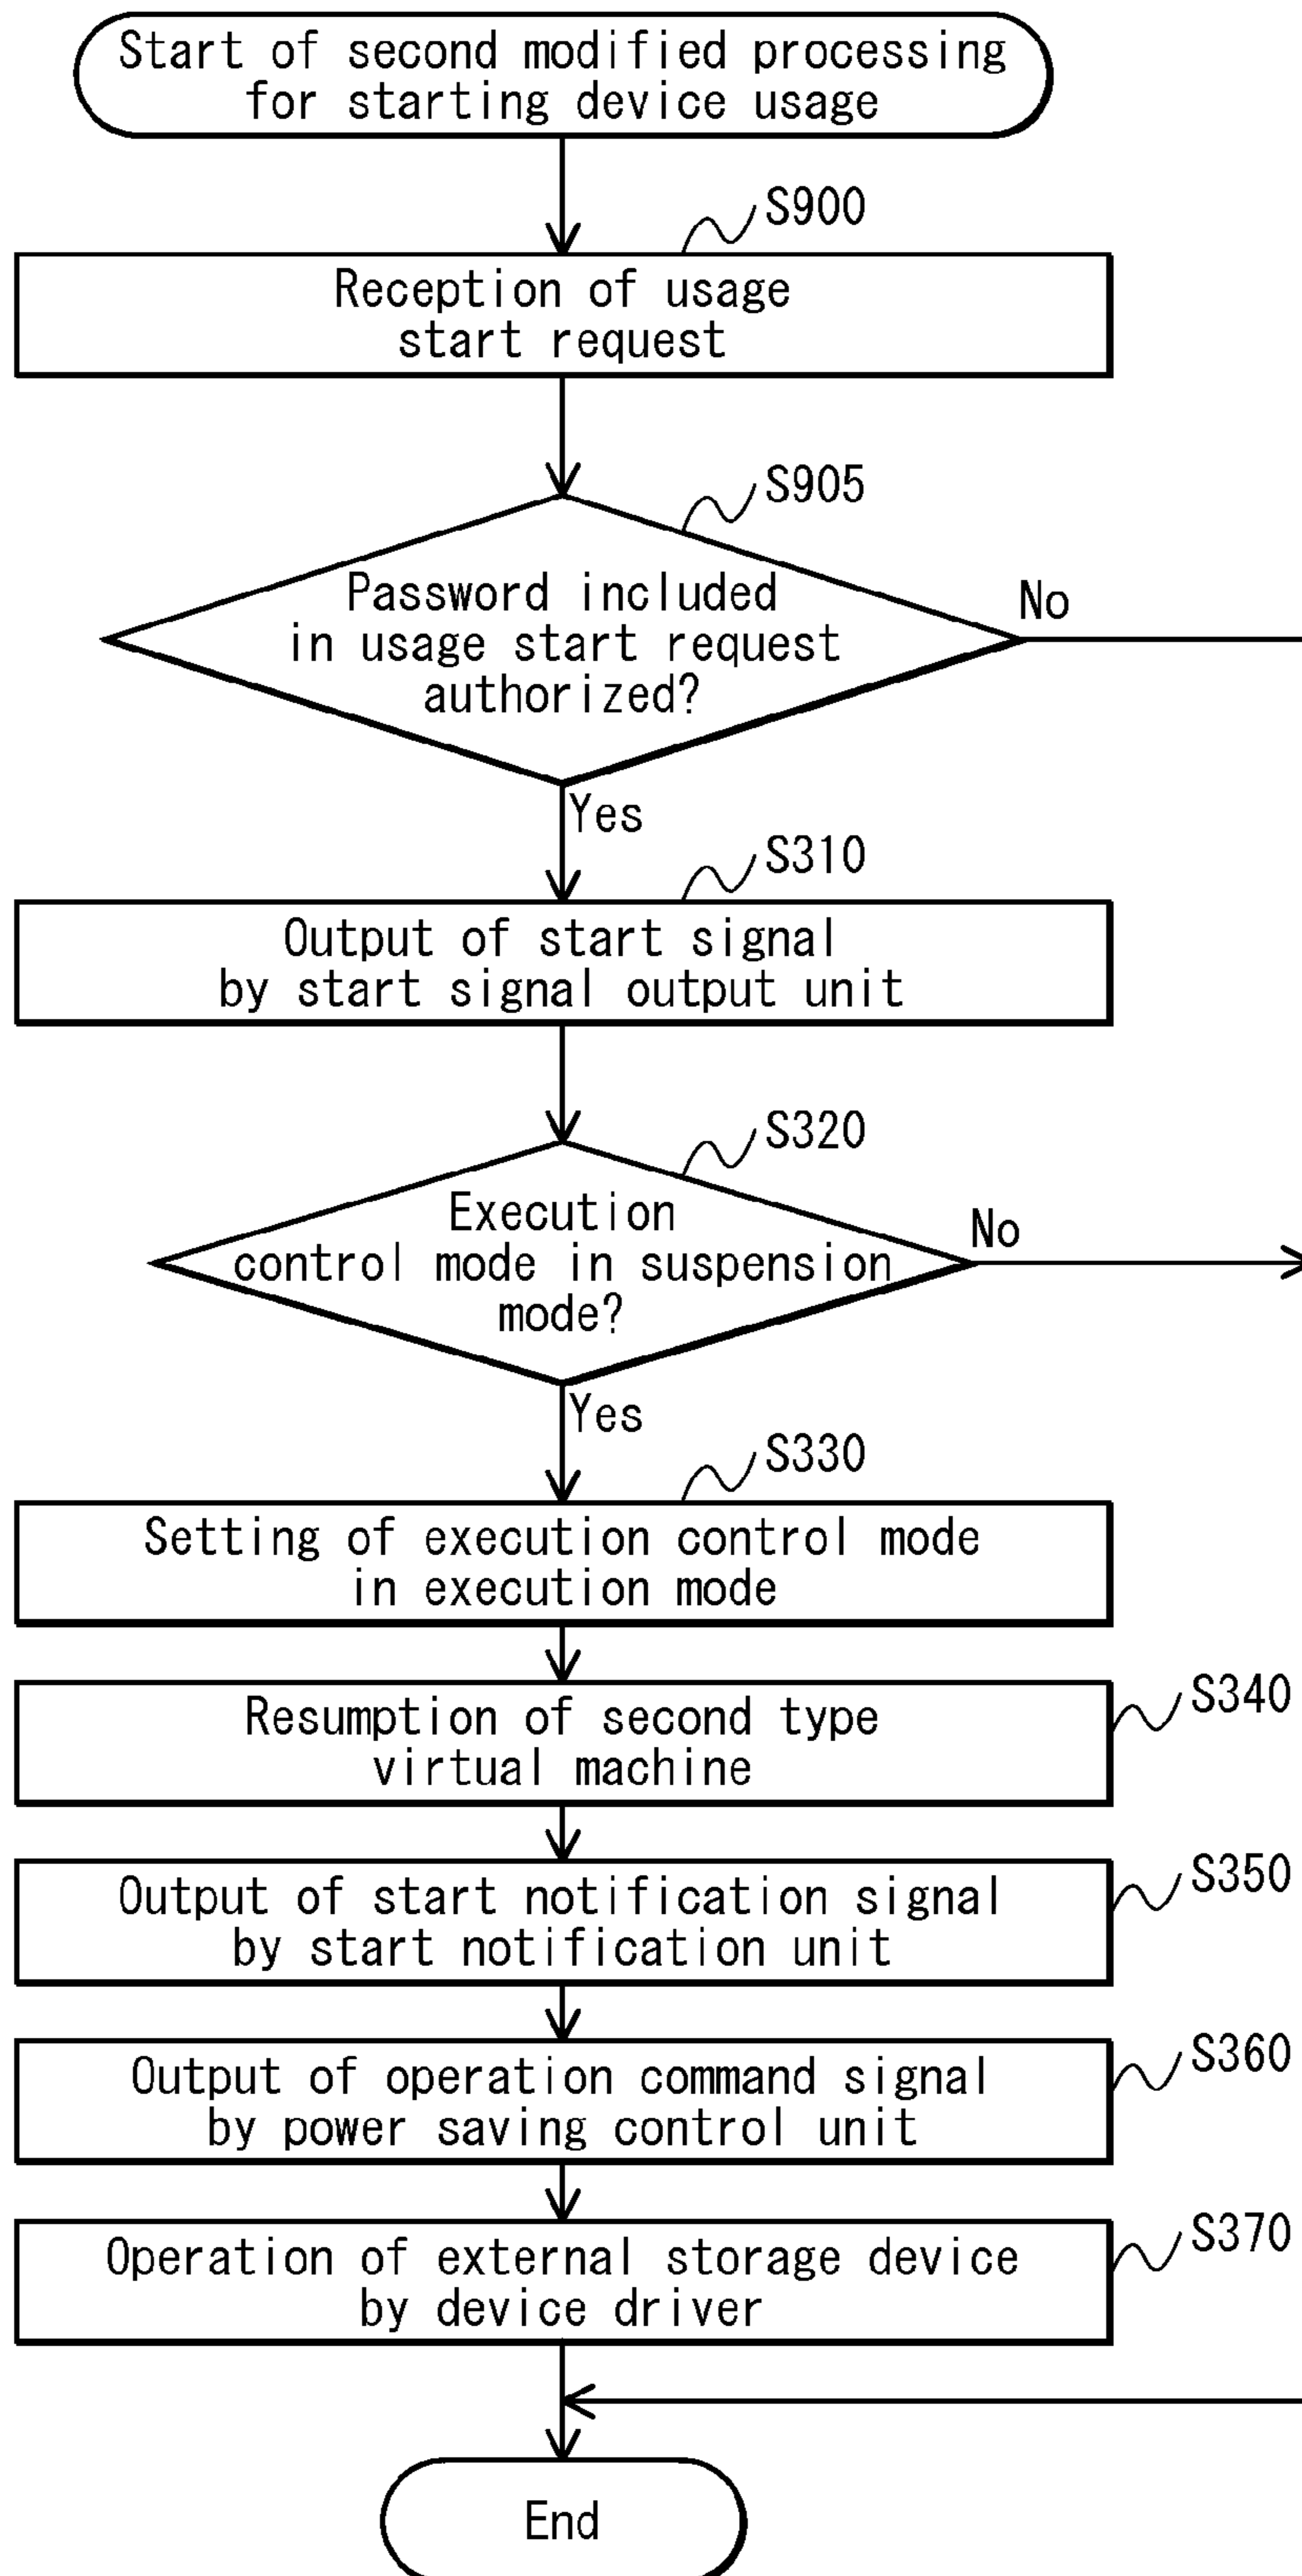 Start of second modified processing
for starting device usage
S900
Reception of usage
start request
S905
Password included
in usage start request
authorized?
No
Yes
S310
Output of start signal
by start signal output unit
S320
Execution
control mode in suspension
mode?
No
Yes
S330
Setting of execution control mode
in execution mode
S340
Resumption of second type
virtual machine
S350
Output of start notification signal
by start notification unit
S360
Output of operation command signal
by power saving control unit
S370
Operation of external storage device
by device driver
End